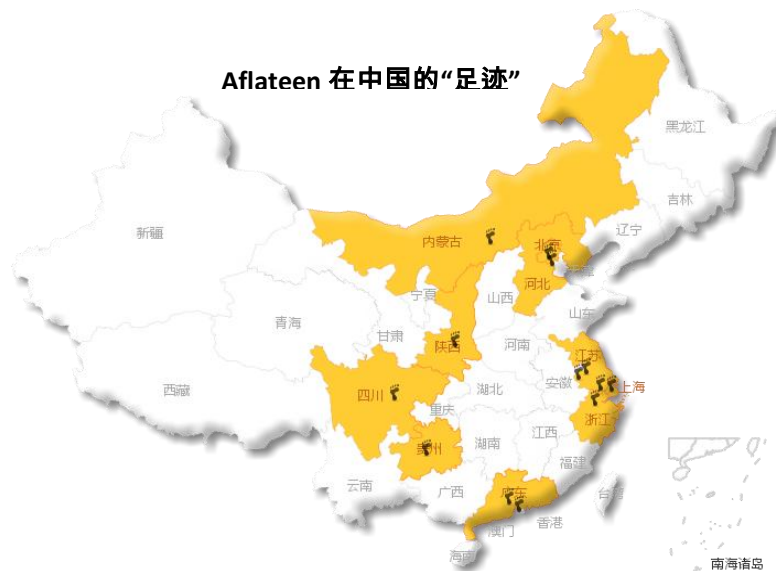 Aflateen 在中国的“足迹”
黑龙江
吉林
辽宁
新疆
内蒙古
北京
天津
河北
宁夏
山西
山东
青海
甘肃
陕西
河南
江苏
西藏
四川
重庆
湖北
安徽
上海
浙江
贵州
湖南
江西
福建
云南
广西
广东
台湾
香港
澳门
海南
南海诸岛